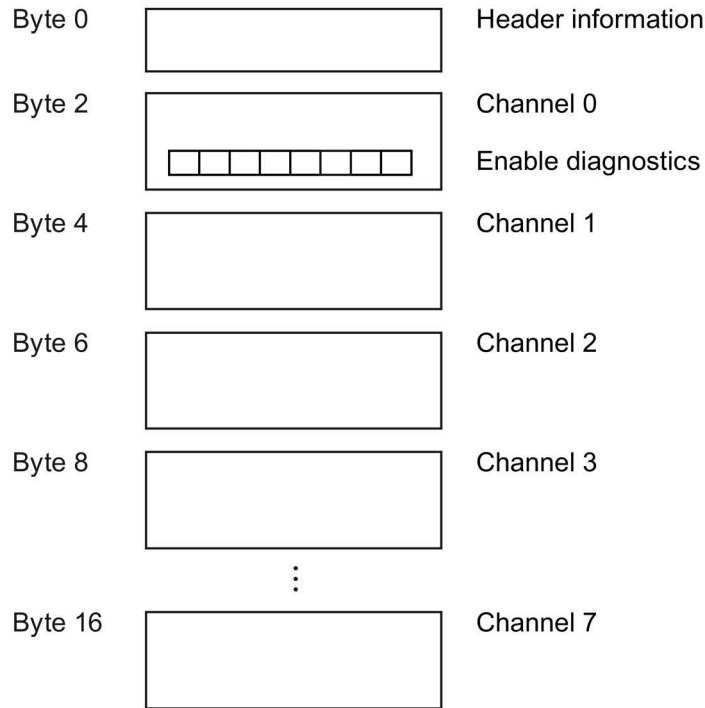 Byte 0 Header information
Byte 2 Channel 0
Enable diagnostics
Byte 4 Channel 1
Byte 6 Channel 2
Byte 8 Channel 3
⋮
Byte 16 Channel 7